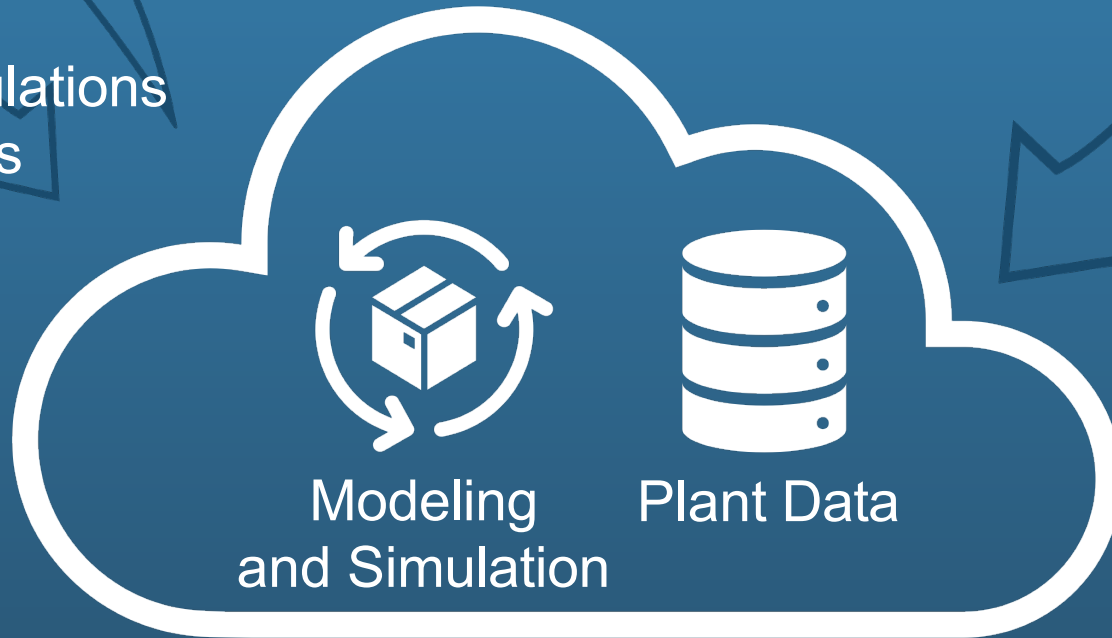 ulations
s
Modeling
and Simulation
Plant Data